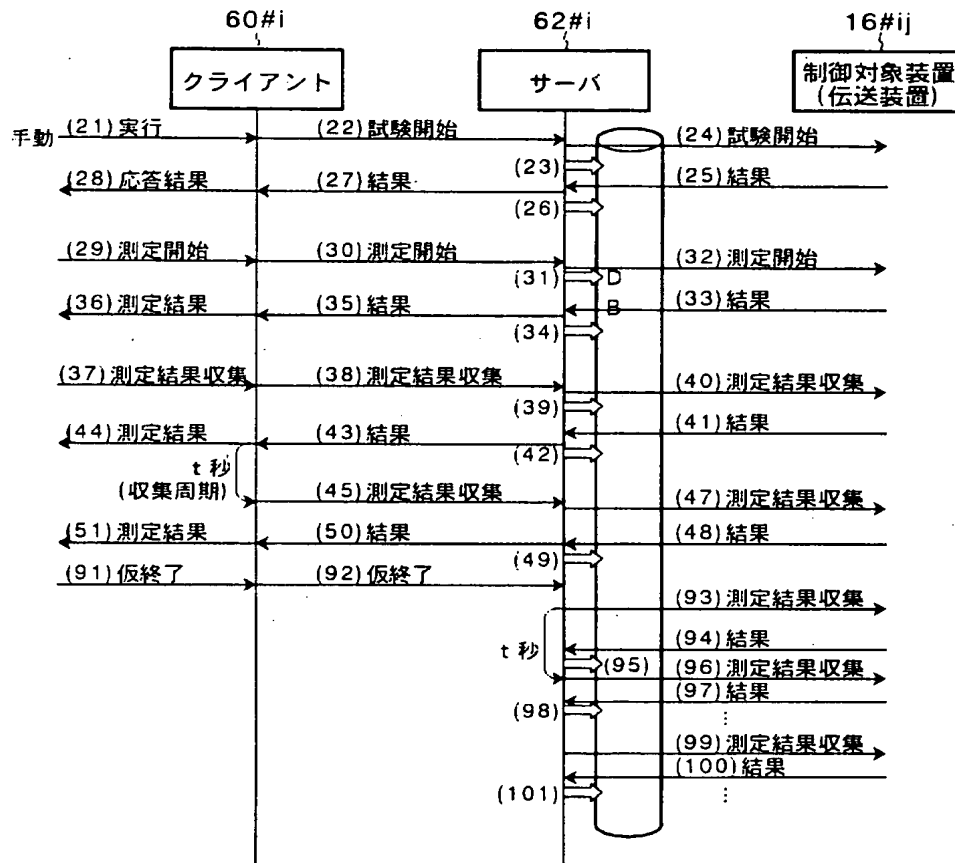 60#i
62#i
16#ij
クライアント
サーバ
制御対象装置
(伝送装置)
手動
(21)実行
(22)試験開始
(24)試験開始
(23)
(28)応答結果
(27)結果
(25)結果
(26)
(29)測定開始
(30)測定開始
(32)測定開始
(31)
D
(36)測定結果
(35)結果
B
(33)結果
(34)
(37)測定結果収集
(38)測定結果収集
(40)測定結果収集
(39)
(44)測定結果
(43)結果
(41)結果
(42)
t秒
(収集周期)
(45)測定結果収集
(47)測定結果収集
(51)測定結果
(50)結果
(48)結果
(49)
(91)仮終了
(92)仮終了
(93)測定結果収集
t秒
(94)結果
(95)
(96)測定結果収集
(97)結果
(98)
(99)測定結果収集
(100)結果
(101)